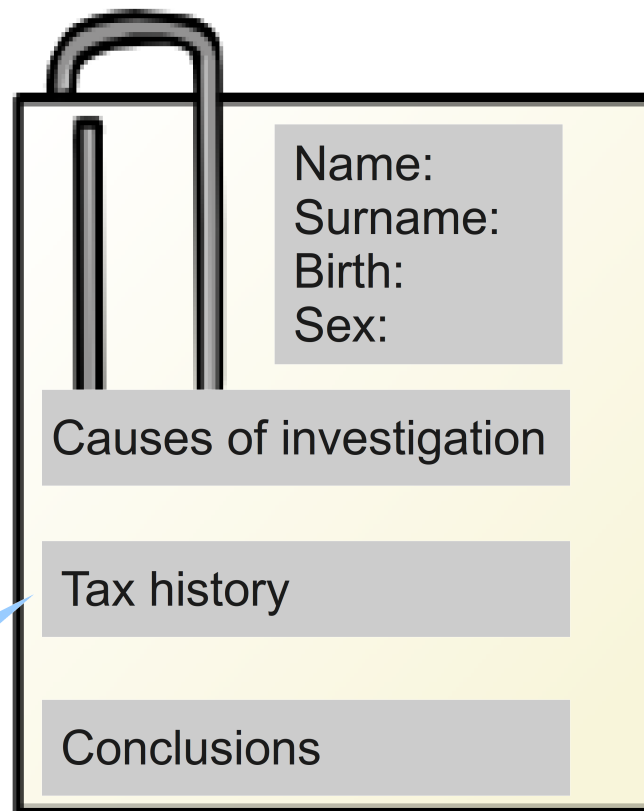 Name:
Surname:
Birth:
Sex:
Causes of investigation
Tax history
Conclusions